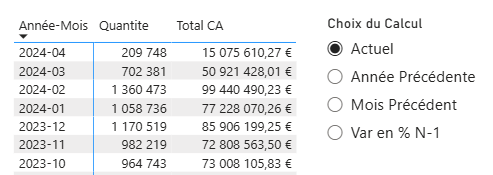 Année-Mois Quantite Total CA
2024-04 209 748 15 075 610,27 €
2024-03 702 381 50 921 428,01 €
2024-02 1 360 473 99 440 490,23 €
2024-01 1 058 736 77 228 070,26 €
2023-12 1 170 519 85 906 199,25 €
2023-11 982 219 72 808 563,50 €
2023-10 964 743 73 008 105,83 €
Choix du Calcul
Actuel
Année Précédente
Mois Précédent
Var en % N-1